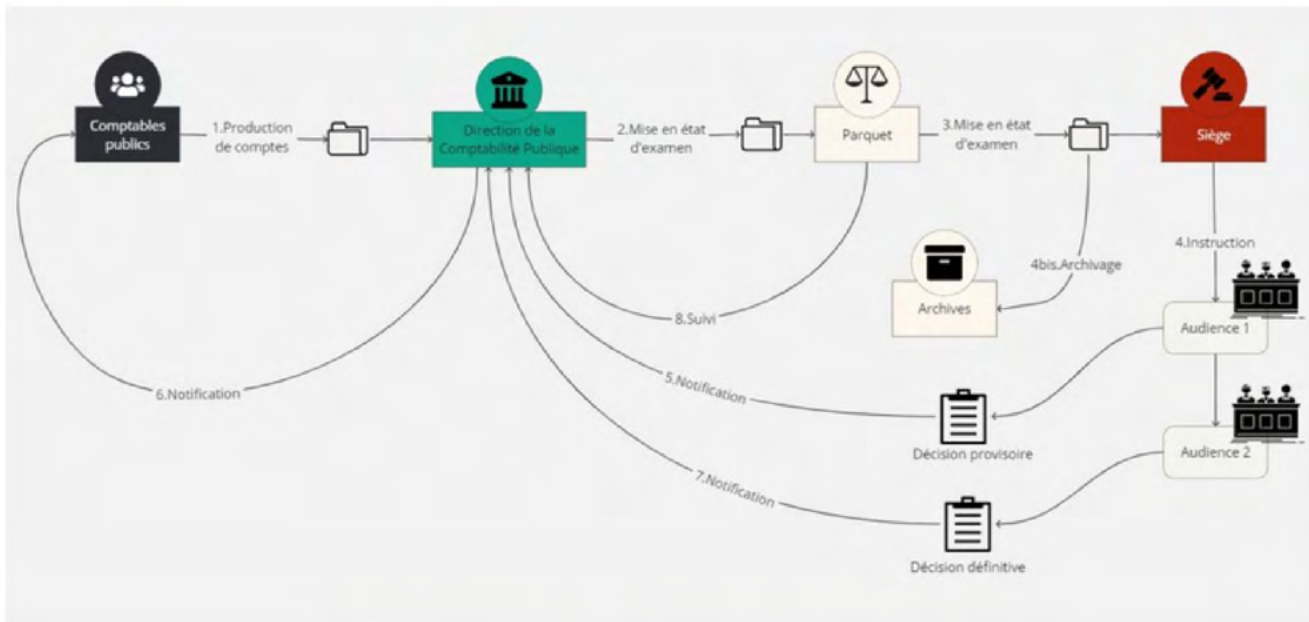 Comptables
publics
1.Production
de comptes
Direction de la
Comptabilité Publique
2.Mise en état
d'examen
Parquet
3.Mise en état
d'examen
Siège
4.Instruction
4bis.Archivage
Archives
8.Suivi
Audience 1
5.Notification
6.Notification
Décision provisoire
Audience 2
7.Notification
Décision définitive